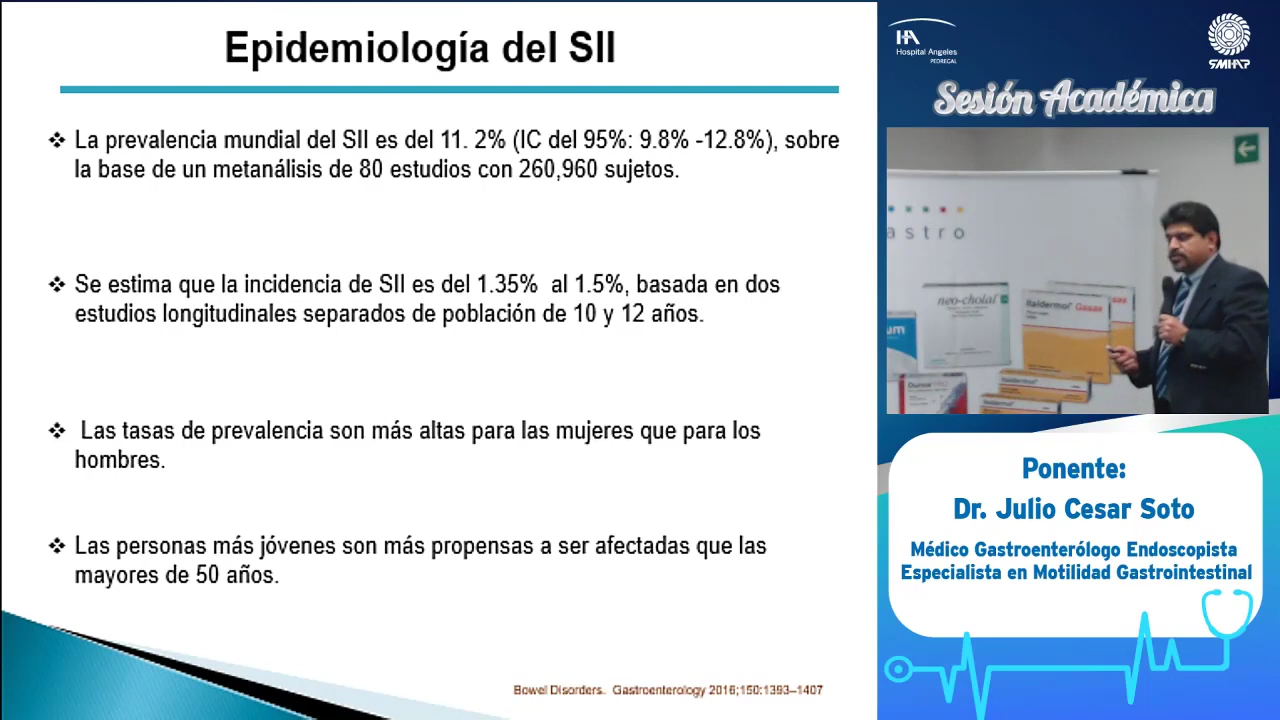 Epidemiología del SII
❖ La prevalencia mundial del SII es del 11. 2% (IC del 95%: 9.8% -12.8%), sobre
la base de un metanálisis de 80 estudios con 260,960 sujetos.
❖ Se estima que la incidencia de SII es del 1.35% al 1.5%, basada en dos
estudios longitudinales separados de población de 10 y 12 años.
❖ Las tasas de prevalencia son más altas para las mujeres que para los
hombres.
❖ Las personas más jóvenes son más propensas a ser afectadas que las
mayores de 50 años.
Bowel Disorders. Gastroenterology 2016;150:1393–1407
HA
Hospital Angeles
PEDREGAL
SMHAP
Sesión Académica
astro
neo-cholal
Italdermol Gasas
um
Italdermol
Italdermol
Ponente:
Dr. Julio Cesar Soto
Médico Gastroenterólogo Endoscopista
Especialista en Motilidad Gastrointestinal